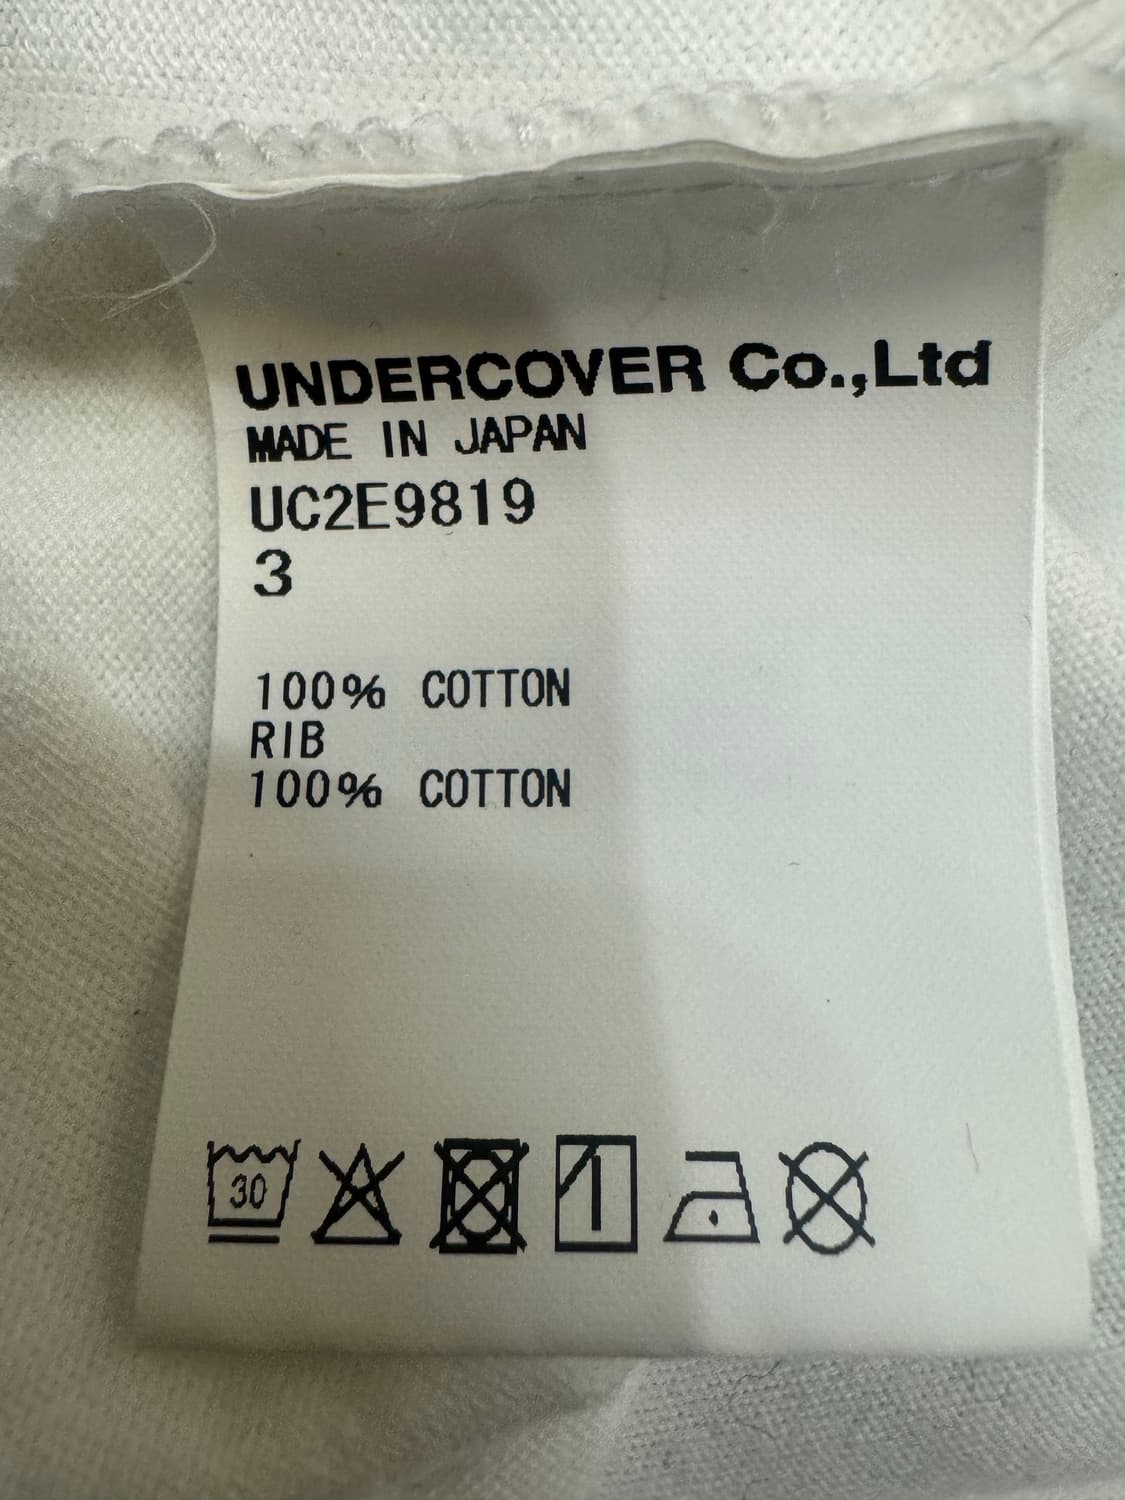 UNDERCOVER Co.,Ltd
MADE IN JAPAN
UC2E9819
3
100% COTTON
RIB
100% COTTON
30